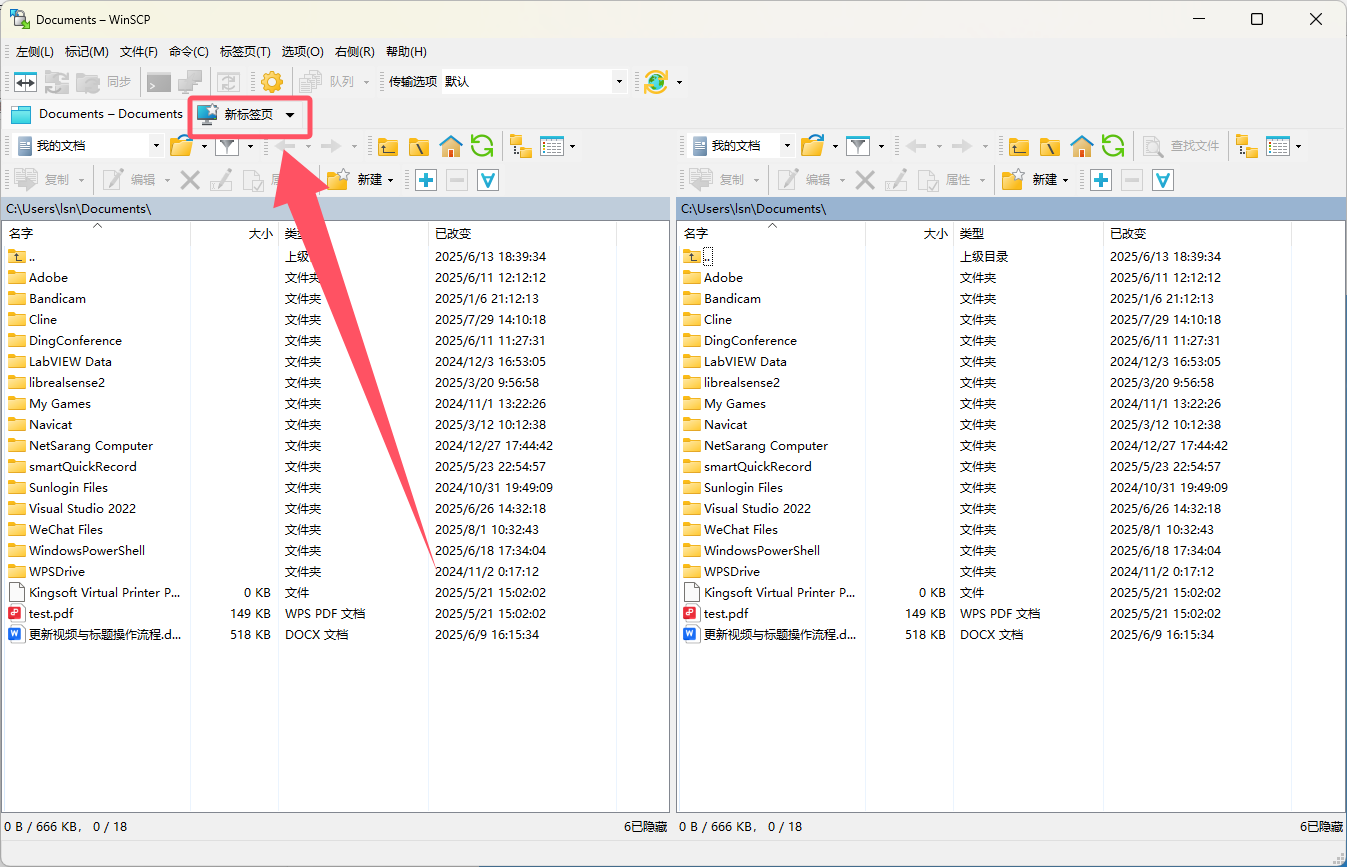 Documents – WinSCP
左侧(L) 标记(M) 文件(F) 命令(C) 标签页(T) 选项(O) 右侧(R) 帮助(H)
同步 队列 传输选项 默认
Documents – Documents 新标签页
我的文档 我的文档 查找文件
复制 编辑 新建 复制 编辑 属性 新建
C:\Users\lsn\Documents\ C:\Users\lsn\Documents\
名字 大小 已改变 名字 大小 类型 已改变
.. 2025/6/13 18:39:34 .. 上级目录 2025/6/13 18:39:34
Adobe 文件夹 2025/6/11 12:12:12 Adobe 文件夹 2025/6/11 12:12:12
Bandicam 文件夹 2025/1/6 21:12:13 Bandicam 文件夹 2025/1/6 21:12:13
Cline 文件夹 2025/7/29 14:10:18 Cline 文件夹 2025/7/29 14:10:18
DingConference 文件夹 2025/6/11 11:27:31 DingConference 文件夹 2025/6/11 11:27:31
LabVIEW Data 文件夹 2024/12/3 16:53:05 LabVIEW Data 文件夹 2024/12/3 16:53:05
librealsense2 文件夹 2025/3/20 9:56:58 librealsense2 文件夹 2025/3/20 9:56:58
My Games 文件夹 2024/11/1 13:22:26 My Games 文件夹 2024/11/1 13:22:26
Navicat 文件夹 2025/3/12 10:12:38 Navicat 文件夹 2025/3/12 10:12:38
NetSarang Computer 文件夹 2024/12/27 17:44:42 NetSarang Computer 文件夹 2024/12/27 17:44:42
smartQuickRecord 文件夹 2025/5/23 22:54:57 smartQuickRecord 文件夹 2025/5/23 22:54:57
Sunlogin Files 文件夹 2024/10/31 19:49:09 Sunlogin Files 文件夹 2024/10/31 19:49:09
Visual Studio 2022 文件夹 2025/6/26 14:32:18 Visual Studio 2022 文件夹 2025/6/26 14:32:18
WeChat Files 文件夹 2025/8/1 10:32:43 WeChat Files 文件夹 2025/8/1 10:32:43
WindowsPowerShell 文件夹 2025/6/18 17:34:04 WindowsPowerShell 文件夹 2025/6/18 17:34:04
WPSDrive 文件夹 2024/11/2 0:17:12 WPSDrive 文件夹 2024/11/2 0:17:12
Kingsoft Virtual Printer P... 0 KB 文件 2025/5/21 15:02:02 Kingsoft Virtual Printer P... 0 KB 文件 2025/5/21 15:02:02
test.pdf 149 KB WPS PDF 文档 2025/5/21 15:02:02 test.pdf 149 KB WPS PDF 文档 2025/5/21 15:02:02
更新视频与标题操作流程.d... 518 KB DOCX 文档 2025/6/9 16:15:34 更新视频与标题操作流程.d... 518 KB DOCX 文档 2025/6/9 16:15:34
0 B / 666 KB， 0 / 18 6已隐藏 0 B / 666 KB， 0 / 18 6已隐藏